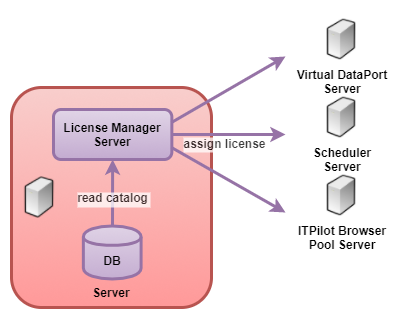 Virtual DataPort
Server
License Manager
Server
assign license
Scheduler
Server
read catalog
ITPilot Browser
Pool Server
DB
Server